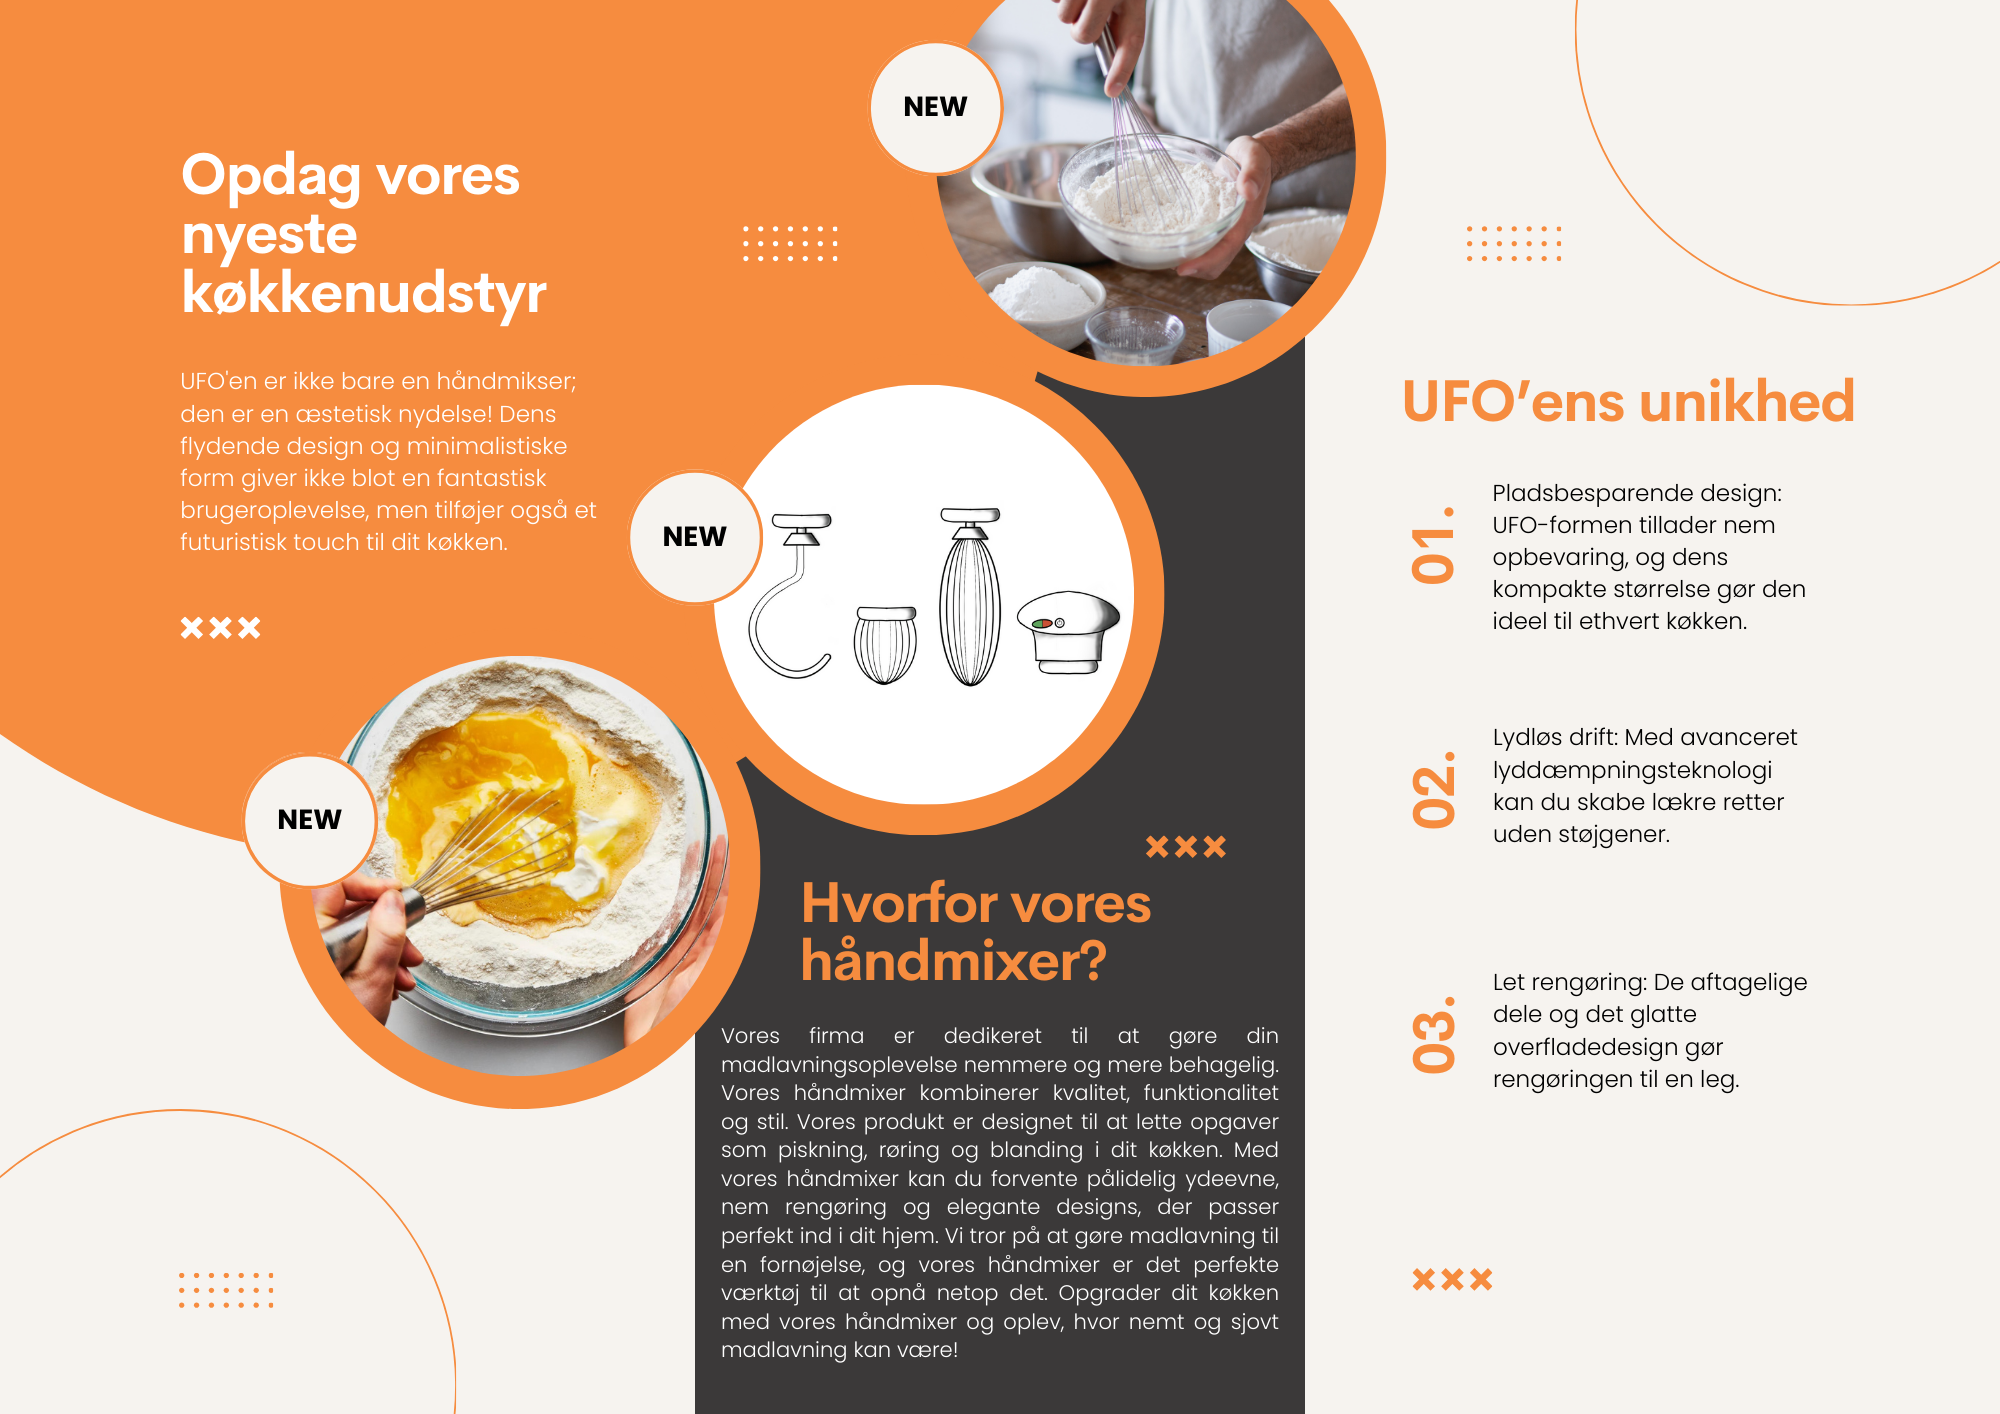 Opdag vores
nyeste
køkkenudstyr
UFO'en er ikke bare en håndmikser;
den er en æstetisk nydelse! Dens
flydende design og minimalistiske
form giver ikke blot en fantastisk
brugeroplevelse, men tilføjer også et
futuristisk touch til dit køkken.
NEW
NEW
NEW
Hvorfor vores
håndmixer?
Vores firma er dedikeret til at gøre din
madlavningsoplevelse nemmere og mere behagelig.
Vores håndmixer kombinerer kvalitet, funktionalitet
og stil. Vores produkt er designet til at lette opgaver
som piskning, røring og blanding i dit køkken. Med
vores håndmixer kan du forvente pålidelig ydeevne,
nem rengøring og elegante designs, der passer
perfekt ind i dit hjem. Vi tror på at gøre madlavning til
en fornøjelse, og vores håndmixer er det perfekte
værktøj til at opnå netop det. Opgrader dit køkken
med vores håndmixer og oplev, hvor nemt og sjovt
madlavning kan være!
UFO’ens unikhed
01.
Pladsbesparende design:
UFO-formen tillader nem
opbevaring, og dens
kompakte størrelse gør den
ideel til ethvert køkken.
02.
Lydløs drift: Med avanceret
lyddæmpningsteknologi
kan du skabe lækre retter
uden støjgener.
03.
Let rengøring: De aftagelige
dele og det glatte
overfladedesign gør
rengøringen til en leg.